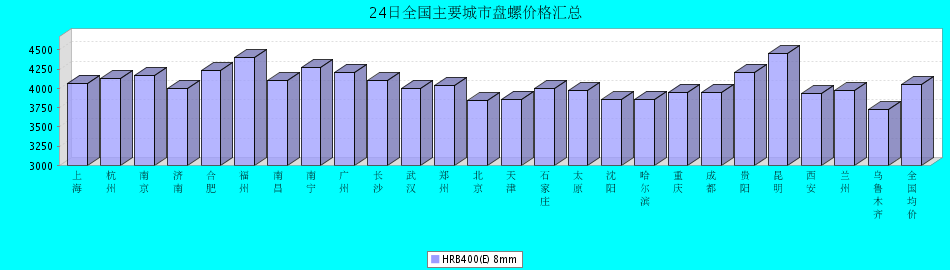 24日全国主要城市盘螺价格汇总
4500
4250
4000
3750
3500
3250
3000
上海
杭州
南京
济南
合肥
福州
南昌
南宁
广州
长沙
武汉
郑州
北京
天津
石家庄
太原
沈阳
哈尔滨
重庆
成都
贵阳
昆明
西安
兰州
乌鲁木齐
全国均价
HRB400(E) 8mm